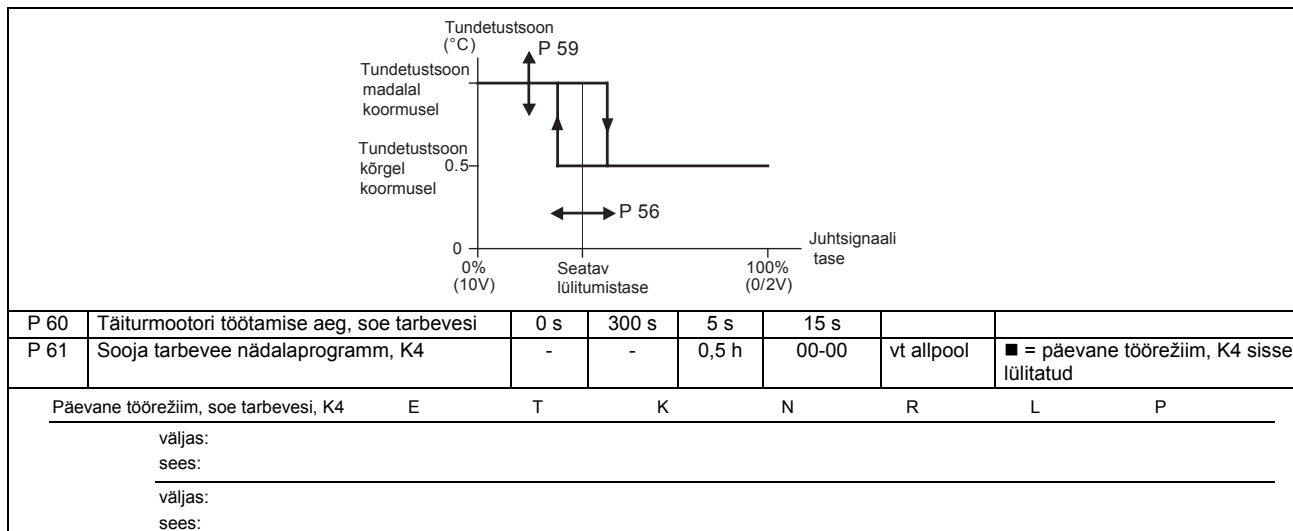 Tundetustsoon
(°C)
P 59
Tundetustsoon
madalal
koormusel
Tundetustsoon
kõrgel
koormusel
0.5
P 56
0
Juhtsignaali
tase
0%
(10V)
Seatav
lülitumistase
100%
(0/2V)
P 60 Täiturmootori töötamise aeg, soe tarbevesi 0 s 300 s 5 s 15 s
P 61 Sooja tarbevee nädalaprogramm, K4 - - 0,5 h 00-00 vt allpool ■ = päevane töörežiim, K4 sisse
lülitatud
Päevane töörežiim, soe tarbevesi, K4 E T K N R L P
väljas:
sees:
väljas:
sees: